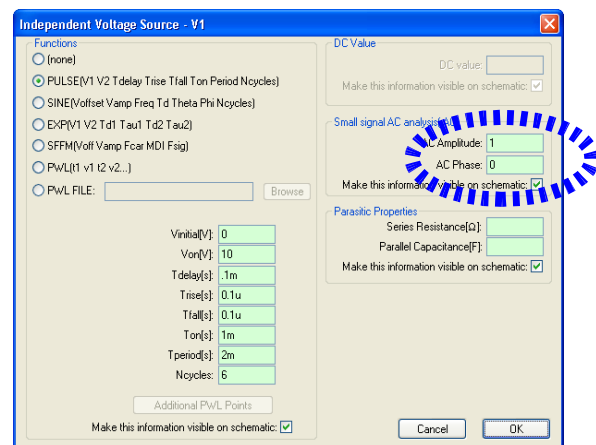 Independent Voltage Source - V1
Functions
(none)
PULSE(V1 V2 Tdelay Trise Tfall Ton Period Ncycles)
SINE(Voffset Vamp Freq Td Theta Phi Ncycles)
EXP(V1 V2 Td1 Tau1 Td2 Tau2)
SFFM(Voff Vamp Fcar MDI Fsig)
PWL(t1 v1 t2 v2...)
PWL FILE: Browse
Vinitial[V]: 0
Von[V]: 10
Tdelay[s]: .1m
Trise[s]: 0.1u
Tfall[s]: 0.1u
Ton[s]: 1m
Tperiod[s]: 2m
Ncycles: 6
Additional PWL Points
Make this information visible on schematic:
DC Value
DC value:
Make this information visible on schematic:
Small signal AC analysis(.AC)
AC Amplitude: 1
AC Phase: 0
Make this information visible on schematic:
Parasitic Properties
Series Resistance[Ω]:
Parallel Capacitance[F]:
Make this information visible on schematic:
Cancel OK